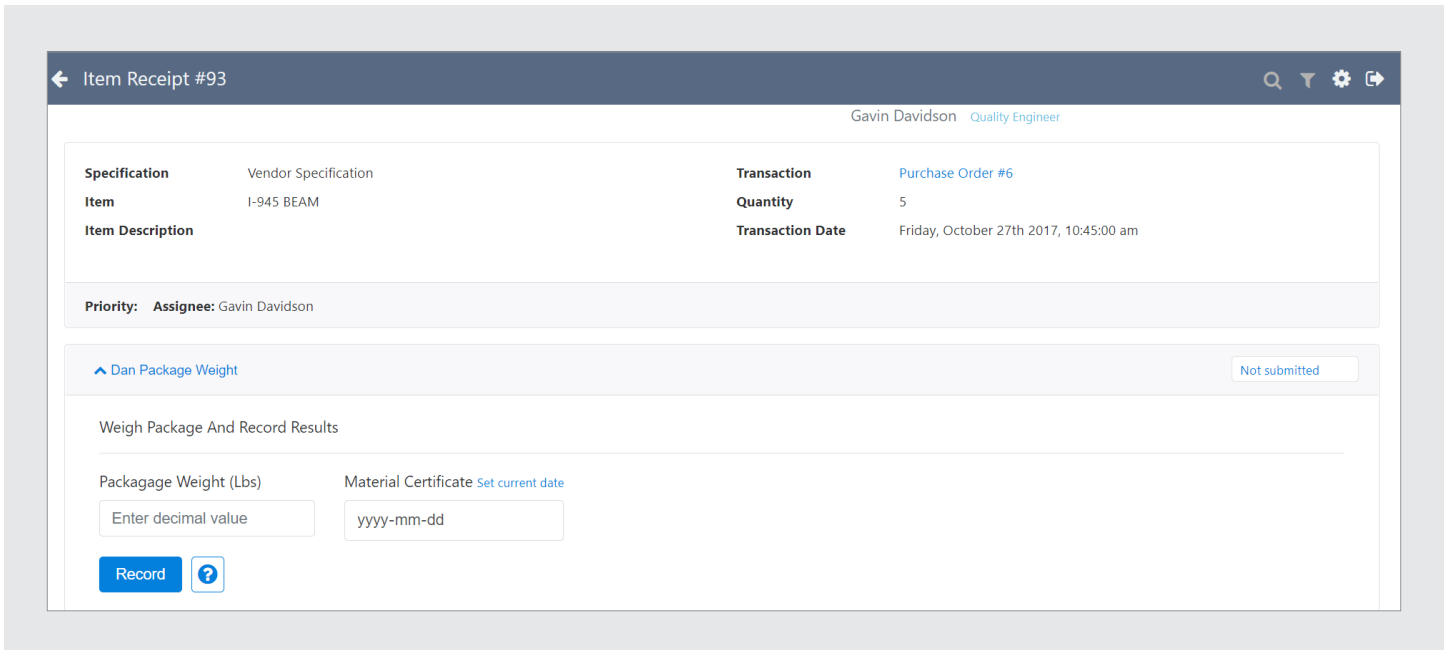 Item Receipt #93
Gavin Davidson Quality Engineer
Specification Vendor Specification Transaction Purchase Order #6
Item I-945 BEAM Quantity 5
Item Description Transaction Date Friday, October 27th 2017, 10:45:00 am
Priority: Assignee: Gavin Davidson
Dan Package Weight Not submitted
Weigh Package And Record Results
Packagage Weight (Lbs) Material Certificate Set current date
Enter decimal value yyyy-mm-dd
Record ?